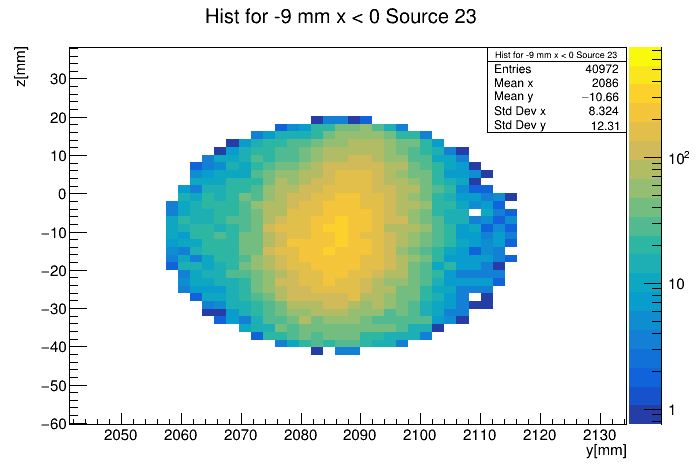 Hist for -9 mm x < 0 Source 23
z[mm]
Hist for -9 mm x < 0 Source 23
Entries 40972
Mean x 2086
Mean y −10.66
Std Dev x 8.324
Std Dev y 12.31
30
20
10
0
−10
−20
−30
−40
−50
−60
2050 2060 2070 2080 2090 2100 2110 2120 2130
y[mm]
10²
10
1